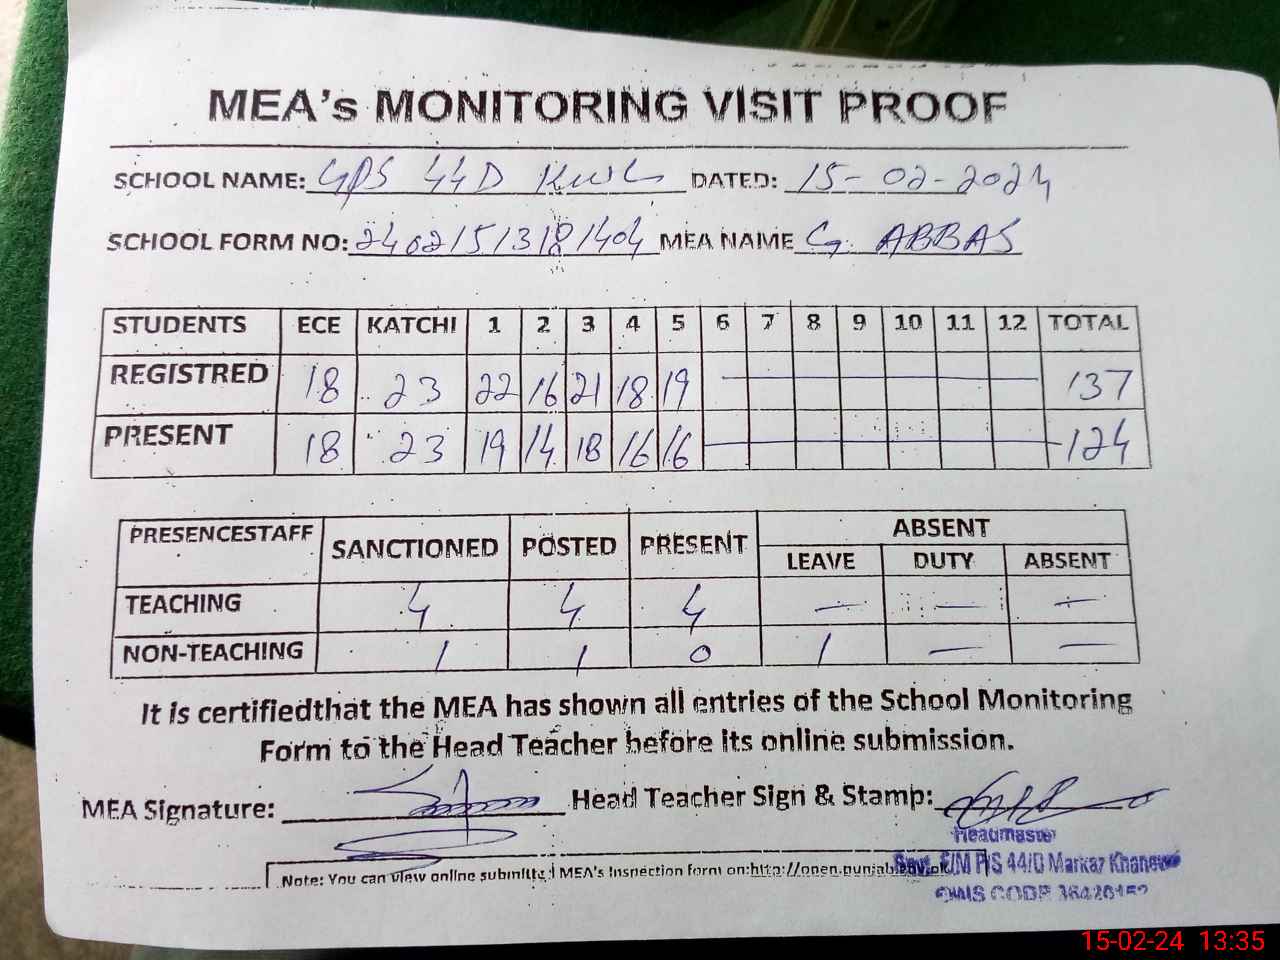 MEA's MONITORING VISIT PROOF
SCHOOL NAME: GPS 44D DATED: 15-02-2024
SCHOOL FORM NO: 24021513181404 MEA NAME G. ABBAS
STUDENTS ECE KATCHI 1 2 3 4 5 6 7 8 9 10 11 12 TOTAL
REGISTRED 18 23 22 16 21 18 19 137
PRESENT 18 23 19 14 18 16 16 124
PRESENCESTAFF SANCTIONED POSTED PRESENT ABSENT
LEAVE DUTY ABSENT
TEACHING 4 4 4 — — —
NON-TEACHING 1 1 0 1 — —
It is certifiedthat the MEA has shown all entries of the School Monitoring
Form to the Head Teacher before its online submission.
MEA Signature: Head Teacher Sign & Stamp:
Headmaster
Govt. E/M P/S 44/D Markaz
Note: You can view online submitted MEA's Inspection form on:http://open.punjab.gov.pk
CODE
15-02-24 13:35